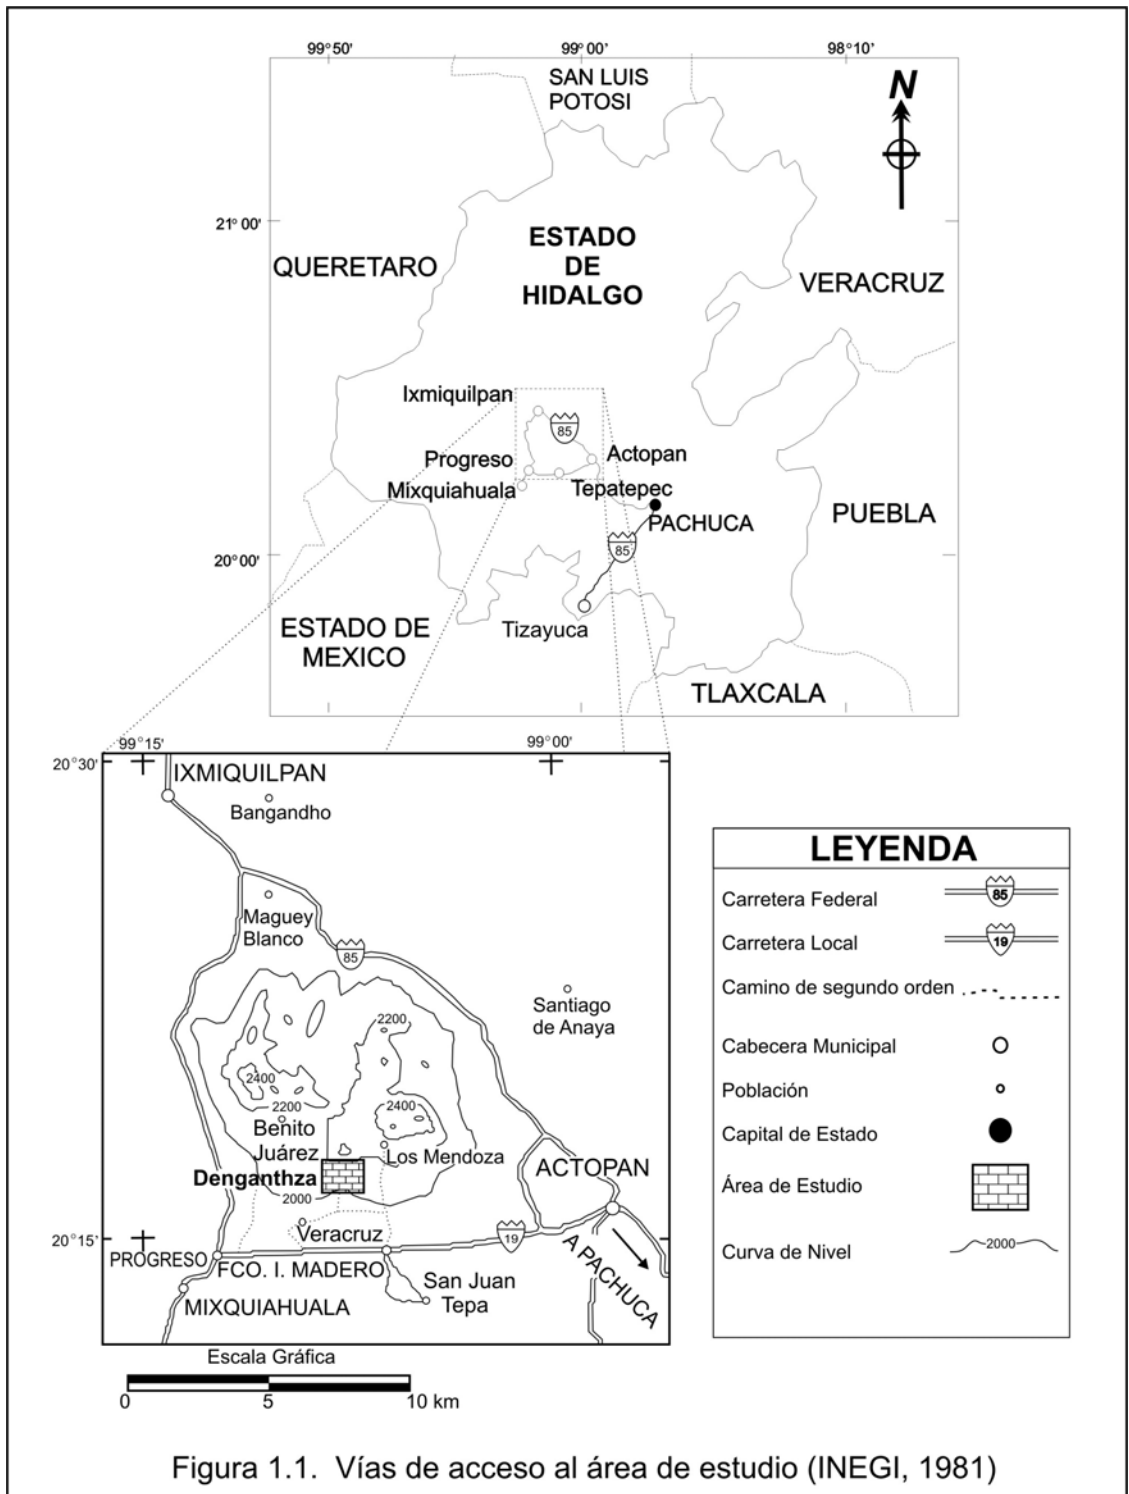 99°50'
99°00'
98°10'
SAN LUIS
POTOSI
N
21°00'
ESTADO
DE
HIDALGO
QUERETARO
VERACRUZ
Ixmiquilpan
85
Progreso
Actopan
Mixquiahuala
Tepatepec
PACHUCA
PUEBLA
85
20°00'
ESTADO DE
MEXICO
Tizayuca
TLAXCALA
99°15'
99°00'
20°30'
IXMIQUILPAN
Bangandho
Maguey
Blanco
85
Santiago
de Anaya
2200
2400
2200
2400
Benito
Juárez
Los Mendoza
Denganthza
2000
ACTOPAN
Veracruz
19
20°15'
PROGRESO
FCO. I. MADERO
A PACHUCA
San Juan
Tepa
MIXQUIAHUALA
LEYENDA
Carretera Federal
85
Carretera Local
19
Camino de segundo orden
Cabecera Municipal
Población
Capital de Estado
Área de Estudio
Curva de Nivel
2000
Escala Gráfica
0 5 10 km
Figura 1.1. Vías de acceso al área de estudio (INEGI, 1981)